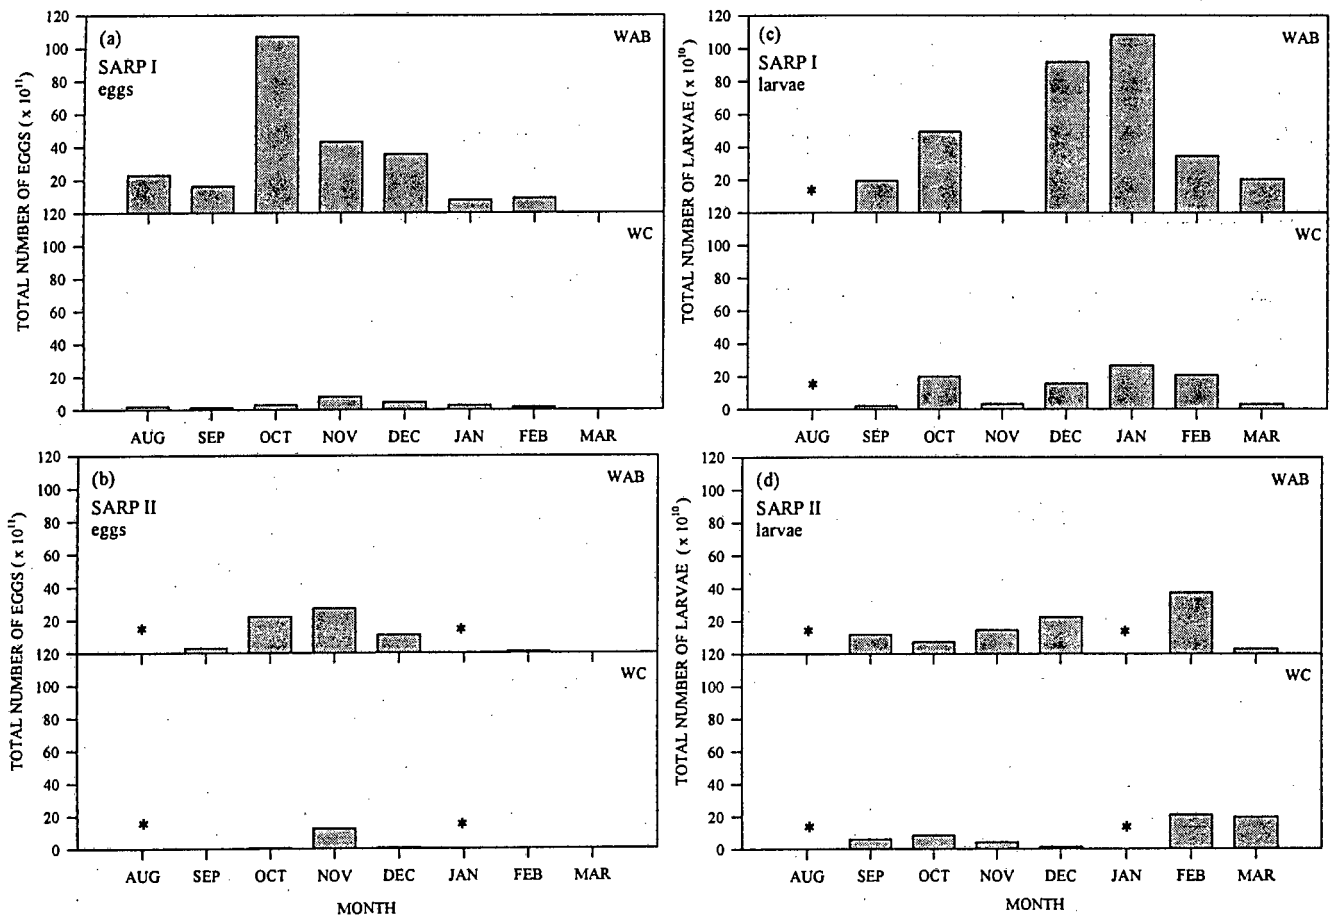 (a)
SARP I
eggs
WAB
TOTAL NUMBER OF EGGS ( x 10¹¹ )
120
100
80
60
40
20
120
100
80
60
40
20
0
WC
AUG SEP OCT NOV DEC JAN FEB MAR
(b)
SARP II
eggs
WAB
TOTAL NUMBER OF EGGS ( x 10¹¹ )
120
100
80
60
40
20
120
100
80
60
40
20
0
*
*
WC
*
*
AUG SEP OCT NOV DEC JAN FEB MAR
MONTH
(c)
SARP I
larvae
WAB
TOTAL NUMBER OF LARVAE ( x 10¹⁰ )
120
100
80
60
40
20
120
100
80
60
40
20
0
*
WC
*
AUG SEP OCT NOV DEC JAN FEB MAR
(d)
SARP II
larvae
WAB
TOTAL NUMBER OF LARVAE ( x 10¹⁰ )
120
100
80
60
40
20
120
100
80
60
40
20
0
*
*
WC
*
*
AUG SEP OCT NOV DEC JAN FEB MAR
MONTH